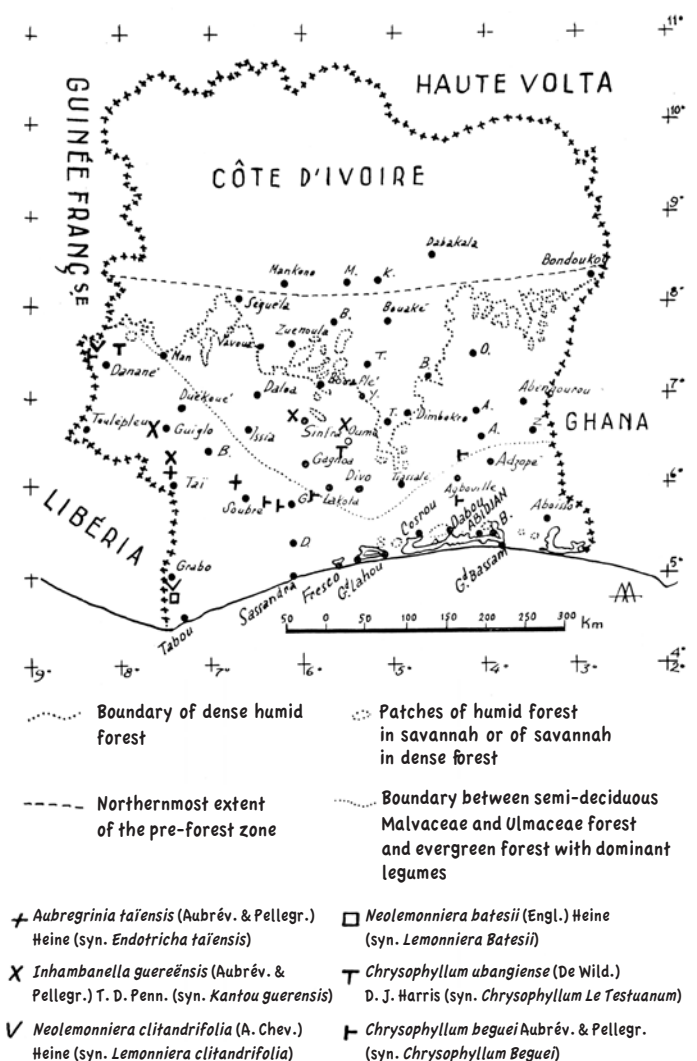 11°
HAUTE VOLTA
10°
GUINÉE FRANÇSE
CÔTE D'IVOIRE
9°
Dabakala
Bondoukou
Mankono
M.
K.
8°
Séguéla
Zuenoula
B.
Bouaké
Vavoua
Man
T.
B.
O.
Danané
Daloa
Bouaflé
Y.
7°
Duékoué
Abengourou
Toulépleu
Guiglo
Issia
Sinfra
Oumé
T.
Dimbokro
A.
A.
Z.
GHANA
B.
Gagnoa
Adzopé
6°
Taï
Soubré
G.
Lakota
Divo
Tiassalé
Agboville
LIBÉRIA
Cosrou
Dabou
ABIDJAN
B.
Aboisso
D.
Grabo
5°
Sassandra
Fresco
Gd Lahou
Gd Bassam
Tabou
50 0 50 100 150 200 300 Km
4°
9° 8° 7° 6° 5° 4° 3° 2°
Boundary of dense humid
forest
Patches of humid forest
in savannah or of savannah
in dense forest
Northernmost extent
of the pre-forest zone
Boundary between semi-deciduous
Malvaceae and Ulmaceae forest
and evergreen forest with dominant
legumes
Aubregrinia taïensis (Aubrév. & Pellegr.)
Heine (syn. Endotricha taïensis)
Inhambanella guereënsis (Aubrév. &
Pellegr.) T. D. Penn. (syn. Kantou guerensis)
Neolemonniera clitandrifolia (A. Chev.)
Heine (syn. Lemonniera clitandrifolia)
Neolemonniera batesii (Engl.) Heine
(syn. Lemonniera Batesii)
Chrysophyllum ubangiense (De Wild.)
D. J. Harris (syn. Chrysophyllum Le Testuanum)
Chrysophyllum beguei Aubrév. & Pellegr.
(syn. Chrysophyllum Beguei)